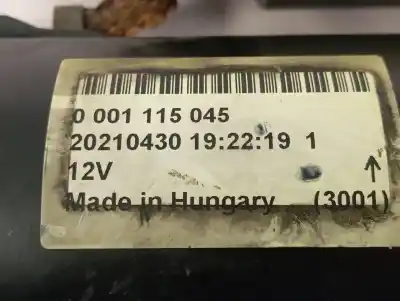 0 001 115 045
20210430 19:22:19 1
12V
Made in Hungary (3001)